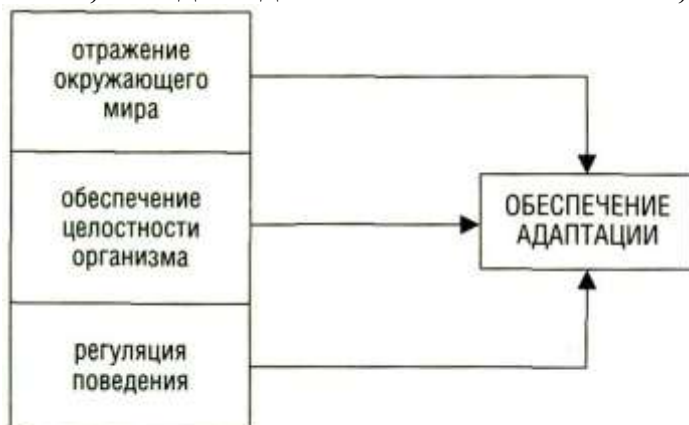 отражение
окружающего
мира
обеспечение
целостности
организма
ОБЕСПЕЧЕНИЕ
АДАПТАЦИИ
регуляция
поведения